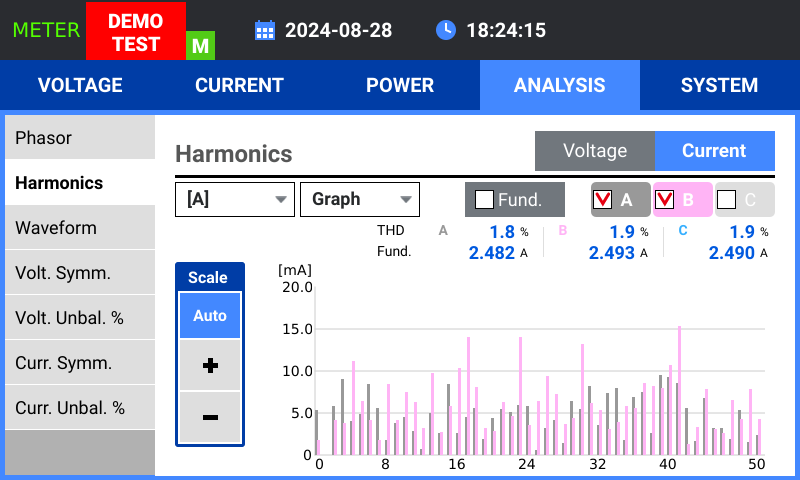 METER
DEMO
TEST
M
2024-08-28
18:24:15
VOLTAGE CURRENT POWER ANALYSIS SYSTEM
Phasor
Harmonics
Waveform
Volt. Symm.
Volt. Unbal. %
Curr. Symm.
Curr. Unbal. %
Harmonics
Voltage Current
[A] Graph Fund. A B C
THD A 1.8 % B 1.9 % C 1.9 %
Fund. 2.482 A 2.493 A 2.490 A
Scale
Auto
+
−
[mA]
20.0
15.0
10.0
5.0
0
0 8 16 24 32 40 50